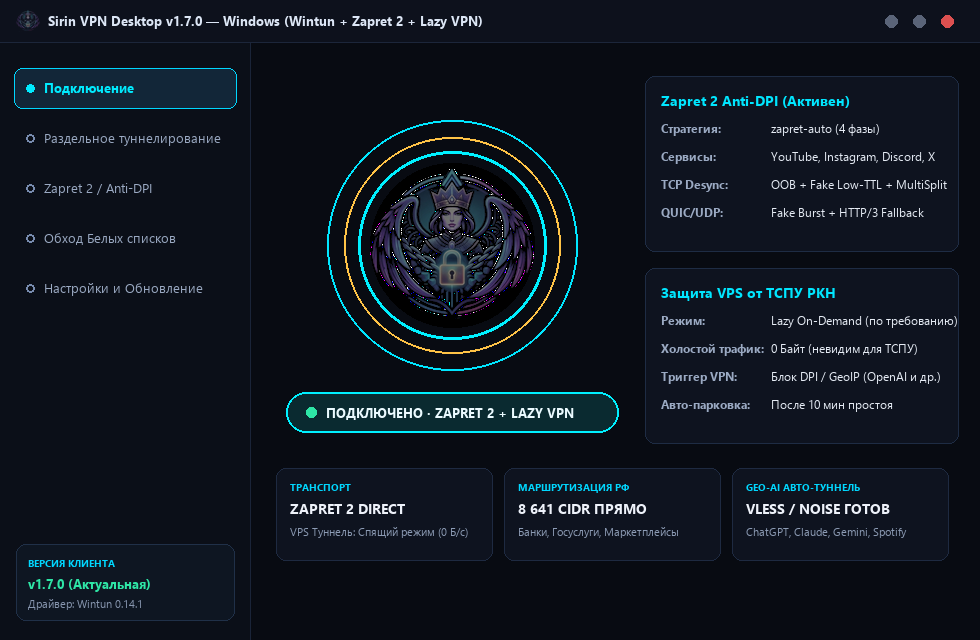 Sirin VPN Desktop v1.7.0 — Windows (Wintun + Zapret 2 + Lazy VPN)
Подключение
Раздельное туннелирование
Zapret 2 / Anti-DPI
Обход Белых списков
Настройки и Обновление
ВЕРСИЯ КЛИЕНТА
v1.7.0 (Актуальная)
Драйвер: Wintun 0.14.1
ПОДКЛЮЧЕНО · ZAPRET 2 + LAZY VPN
Zapret 2 Anti-DPI (Активен)
Стратегия: zapret-auto (4 фазы)
Сервисы: YouTube, Instagram, Discord, X
TCP Desync: OOB + Fake Low-TTL + MultiSplit
QUIC/UDP: Fake Burst + HTTP/3 Fallback
Защита VPS от ТСПУ РКН
Режим: Lazy On-Demand (по требованию)
Холостой трафик: 0 Байт (невидим для ТСПУ)
Триггер VPN: Блок DPI / GeoIP (OpenAI и др.)
Авто-парковка: После 10 мин простоя
ТРАНСПОРТ
ZAPRET 2 DIRECT
VPS Туннель: Спящий режим (0 Б/с)
МАРШРУТИЗАЦИЯ РФ
8 641 CIDR ПРЯМО
Банки, Госуслуги, Маркетплейсы
GEO-AI АВТО-ТУННЕЛЬ
VLESS / NOISE ГОТОВ
ChatGPT, Claude, Gemini, Spotify